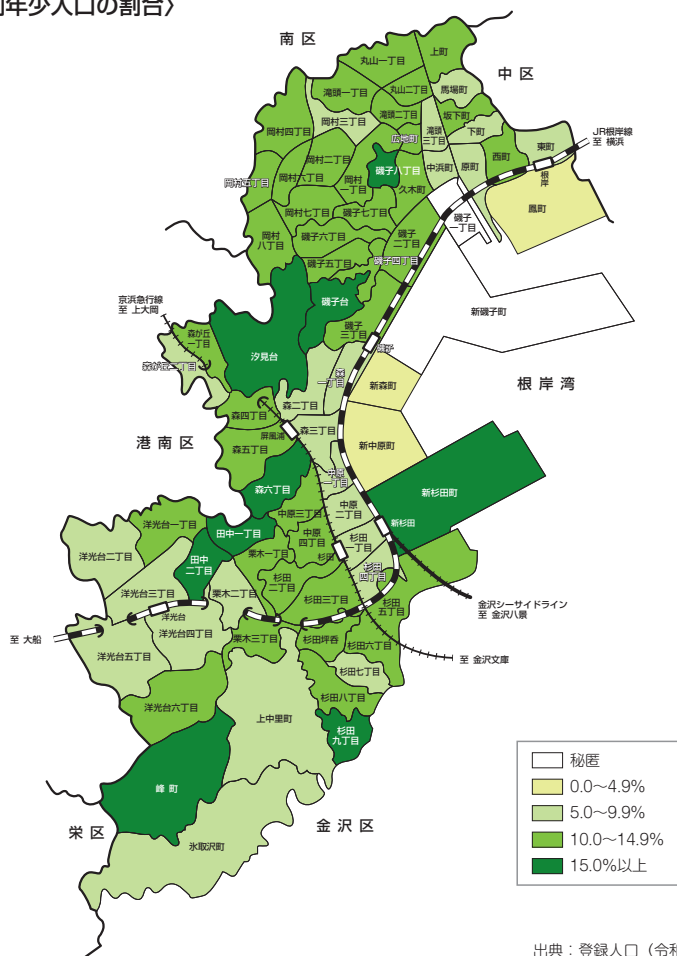 別年少人口の割合〉
南 区
中 区
上町
丸山一丁目
丸山二丁目
馬場町
滝頭一丁目
滝頭二丁目
坂下町
岡村三丁目
岡村四丁目
広地町
滝頭
三丁目
下町
東町
JR根岸線
至 横浜
西町
岡村二丁目
磯子八丁目
中浜町
原町
根
岸
岡村五丁目
岡村六丁目
岡村
一丁目
久木町
鳳町
岡村七丁目
磯子七丁目
磯子
一丁目
岡村
八丁目
磯子六丁目
磯子
二丁目
磯子五丁目
磯子四丁目
京浜急行線
至 上大岡
磯子台
新磯子町
森が丘
一丁目
磯子
三丁目
磯子
汐見台
森が丘二丁目
森
一丁目
新森町
根 岸 湾
森二丁目
森四丁目
港 南 区
屏風浦
森三丁目
新中原町
森五丁目
中原
一丁目
森六丁目
新杉田町
中原三丁目
中原
二丁目
洋光台一丁目
田中一丁目
新杉田
中原
四丁目
杉田
一丁目
洋光台二丁目
栗木一丁目
杉田
田中
二丁目
杉田
四丁目
杉田
二丁目
洋光台三丁目
栗木二丁目
杉田三丁目
杉田
五丁目
金沢シーサイドライン
至 金沢八景
洋光台
至 大船
洋光台四丁目
栗木三丁目
杉田坪呑
杉田六丁目
洋光台五丁目
至 金沢文庫
杉田七丁目
洋光台六丁目
杉田八丁目
上中里町
杉田
九丁目
秘匿
0.0〜4.9%
峰 町
5.0〜9.9%
栄 区
金 沢 区
10.0〜14.9%
氷取沢町
15.0%以上
出典：登録人口（令和